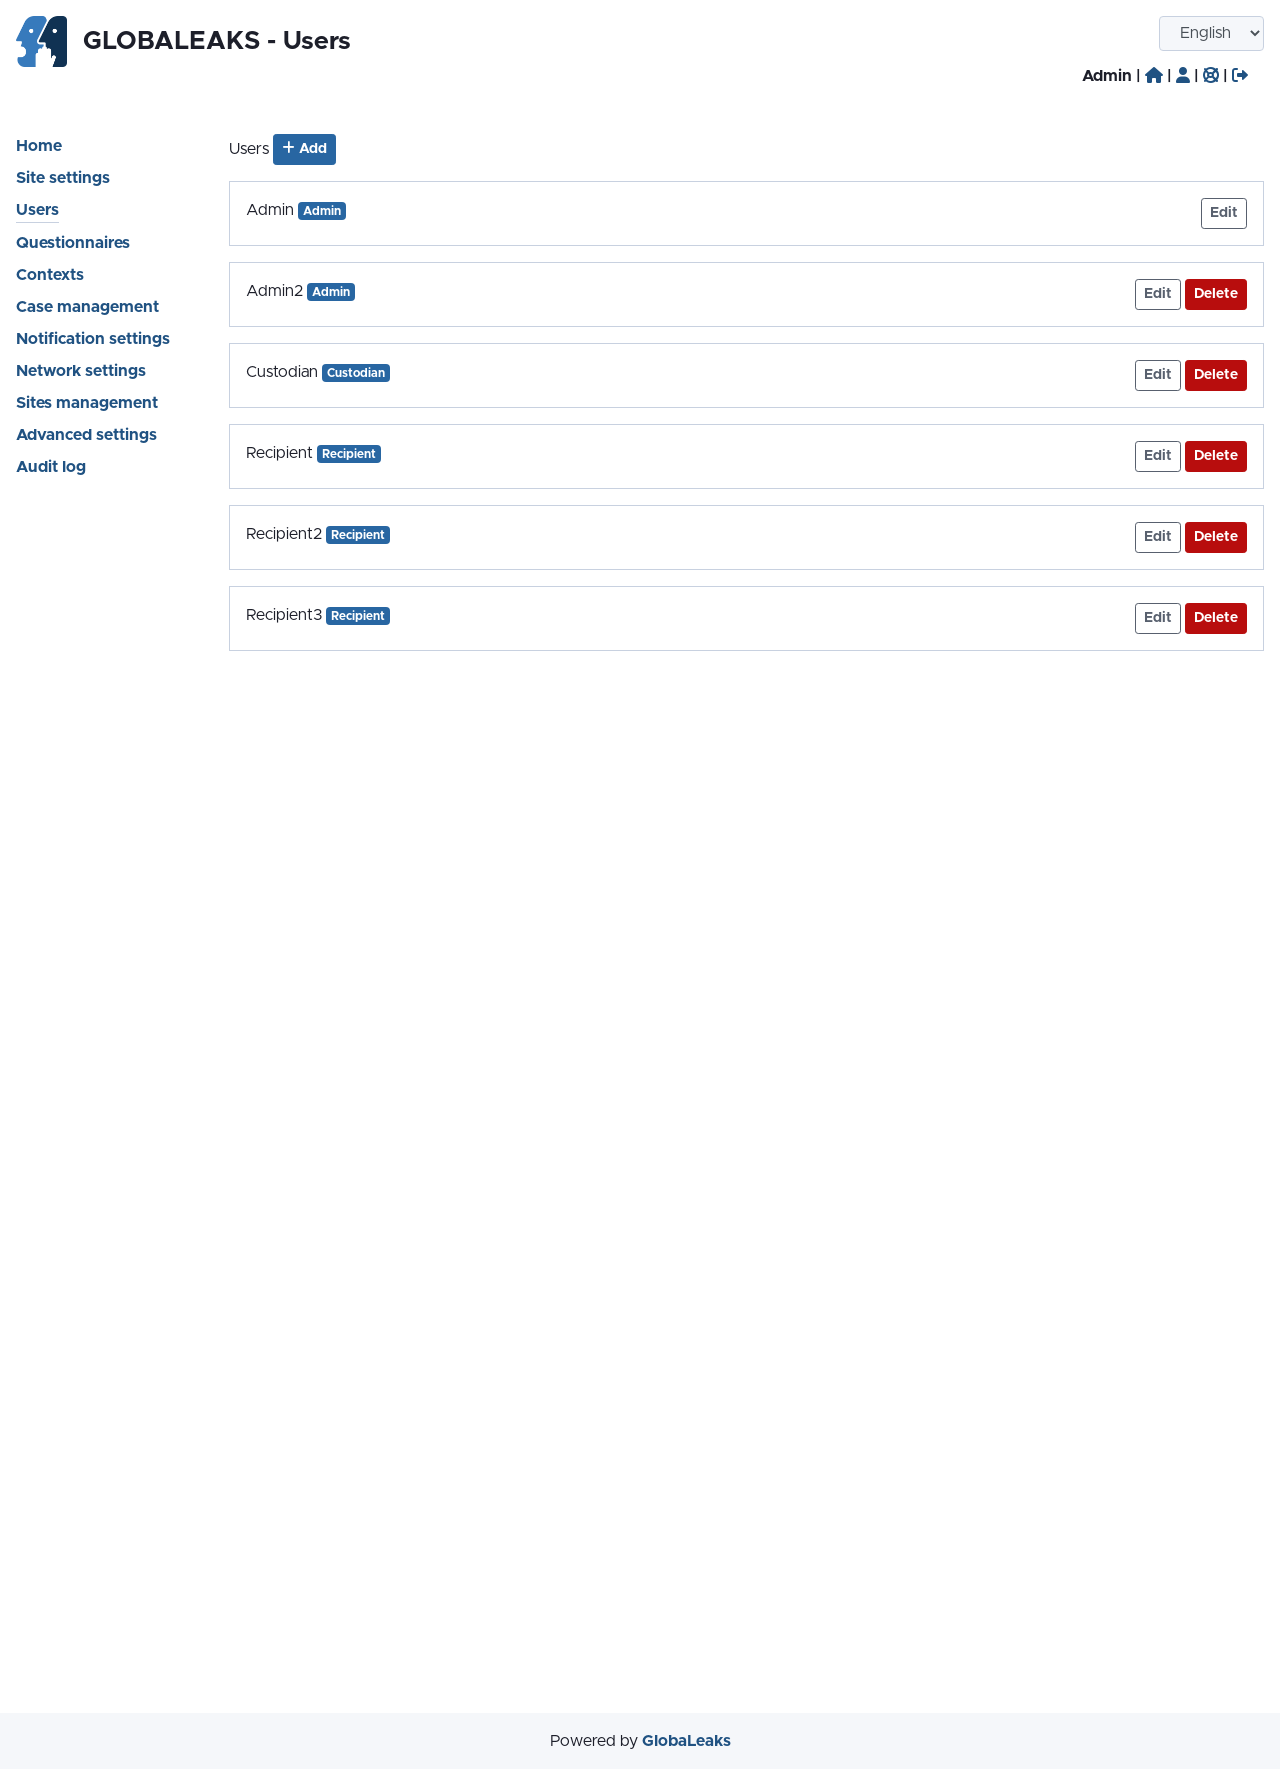 GLOBALEAKS - Users
English
Admin | | | |
Home
Site settings
Users
Questionnaires
Contexts
Case management
Notification settings
Network settings
Sites management
Advanced settings
Audit log
Users + Add
Admin Admin Edit
Admin2 Admin Edit Delete
Custodian Custodian Edit Delete
Recipient Recipient Edit Delete
Recipient2 Recipient Edit Delete
Recipient3 Recipient Edit Delete
Powered by GlobaLeaks